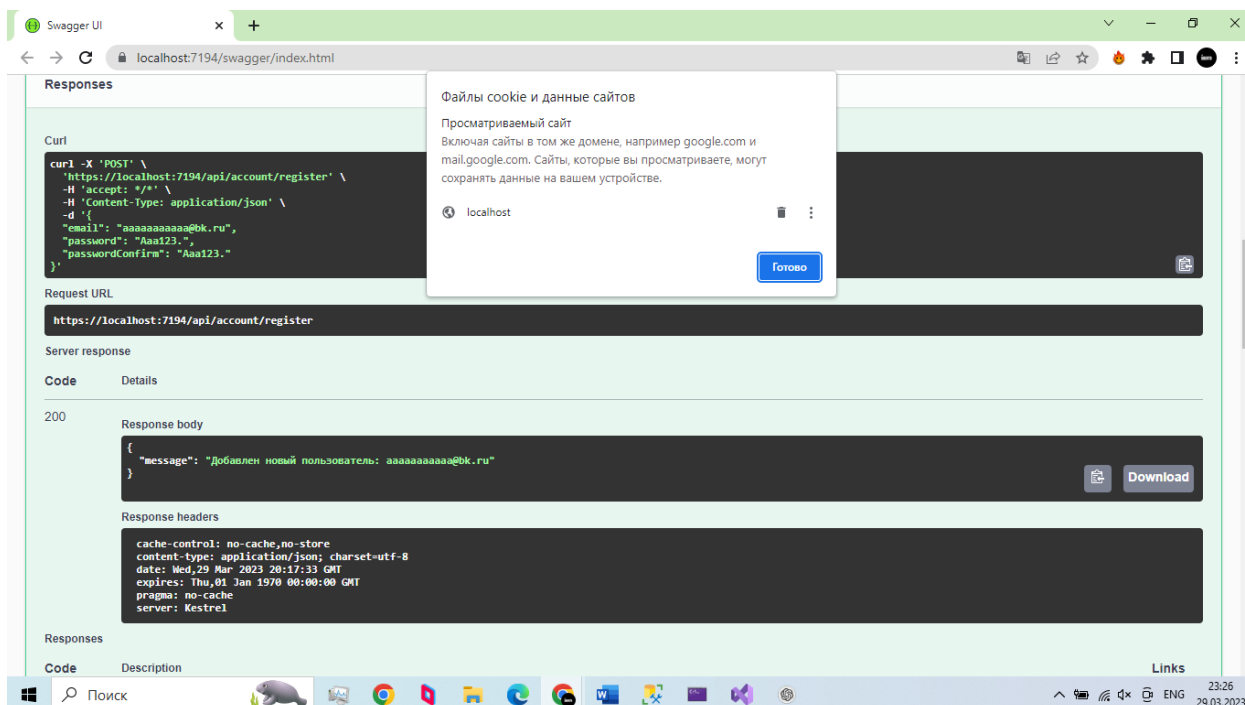 Swagger UI
localhost:7194/swagger/index.html
Responses
Файлы cookie и данные сайтов
Просматриваемый сайт
Включая сайты в том же домене, например google.com и
mail.google.com. Сайты, которые вы просматриваете, могут
сохранять данные на вашем устройстве.
localhost
Готово
Curl
curl -X 'POST' \
'https://localhost:7194/api/account/register' \
-H 'accept: */*' \
-H 'Content-Type: application/json' \
-d '{
"email": "aaaaaaaaaaa@bk.ru",
"password": "Aaa123.",
"passwordConfirm": "Aaa123."
}'
Request URL
https://localhost:7194/api/account/register
Server response
Code Details
200
Response body
{
"message": "Добавлен новый пользователь: aaaaaaaaaaa@bk.ru"
}
Download
Response headers
cache-control: no-cache,no-store
content-type: application/json; charset=utf-8
date: Wed,29 Mar 2023 20:17:33 GMT
expires: Thu,01 Jan 1970 00:00:00 GMT
pragma: no-cache
server: Kestrel
Responses
Code Description Links
Поиск
ENG
23:26
29.03.2023